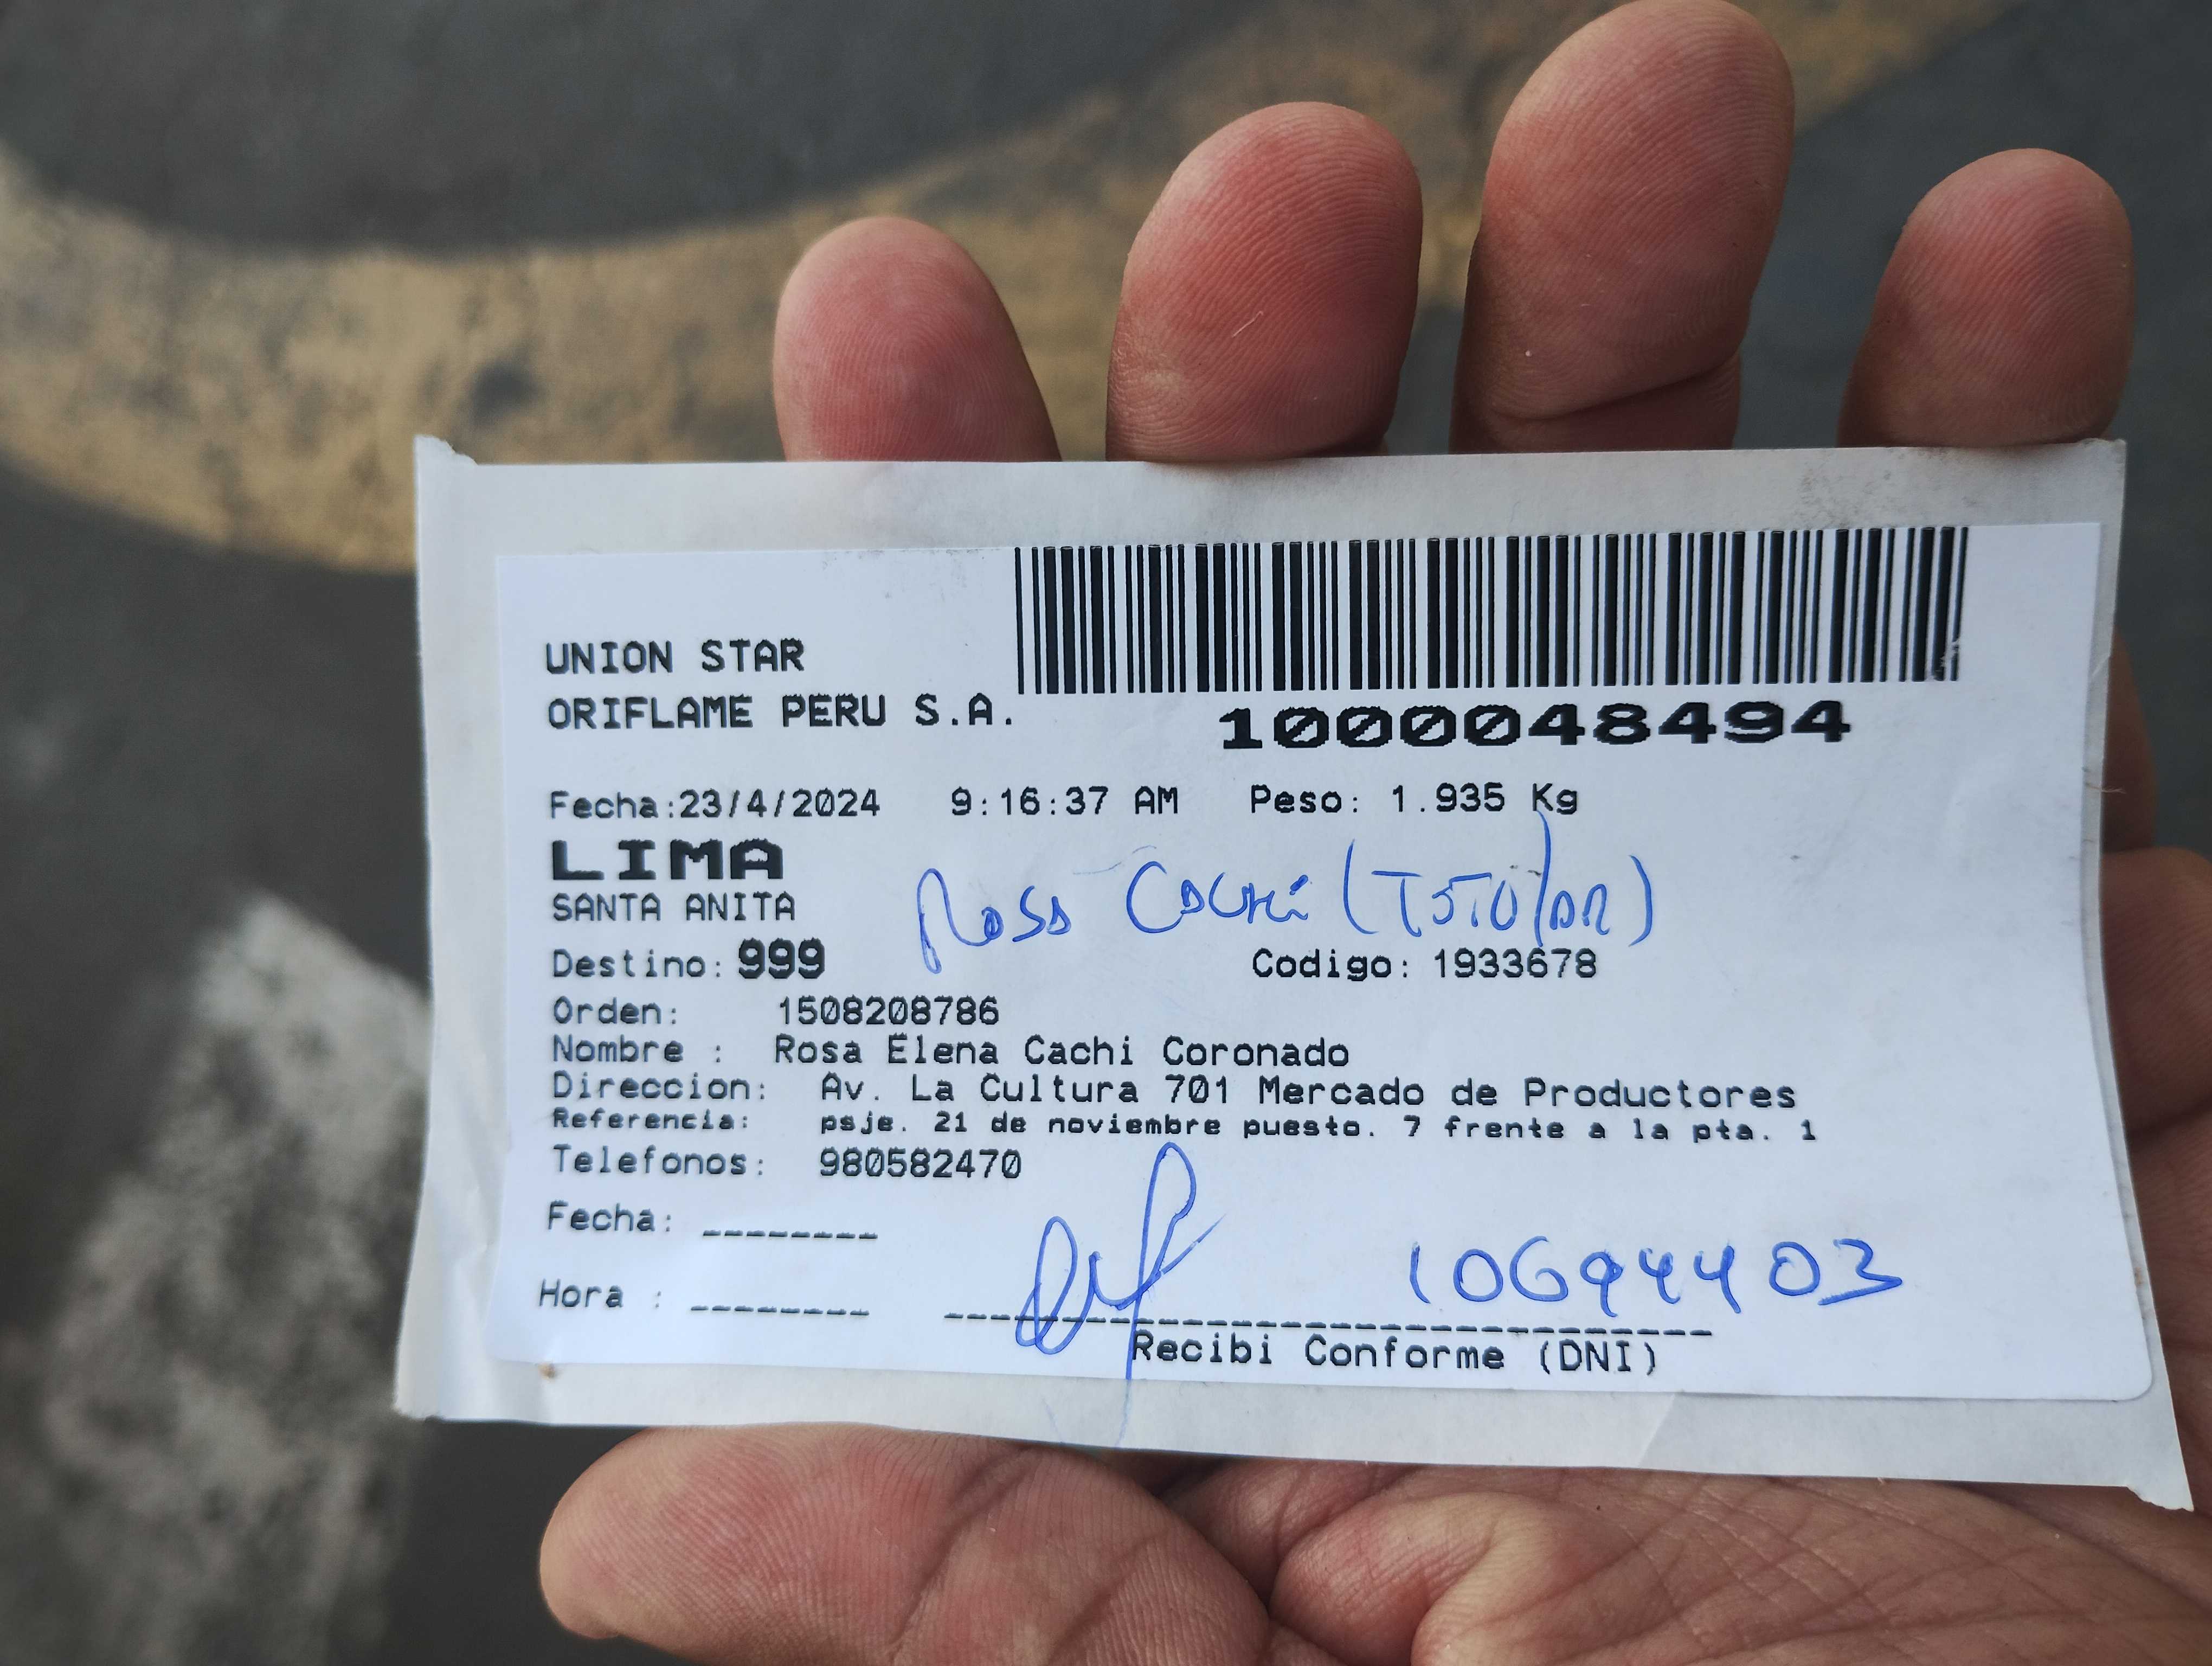 UNION STAR
ORIFLAME PERU S.A.
1000048494
Fecha:23/4/2024 9:16:37 AM Peso: 1.935 Kg
LIMA
SANTA ANITA
Rosa Cachi (TITULAR)
Destino: 999 Codigo: 1933678
Orden: 1508208786
Nombre : Rosa Elena Cachi Coronado
Direccion: Av. La Cultura 701 Mercado de Productores
Referencia: psje. 21 de noviembre puesto. 7 frente a la pta. 1
Telefonos: 980582470
Fecha: ________
Hora : ________
10694403
Recibi Conforme (DNI)